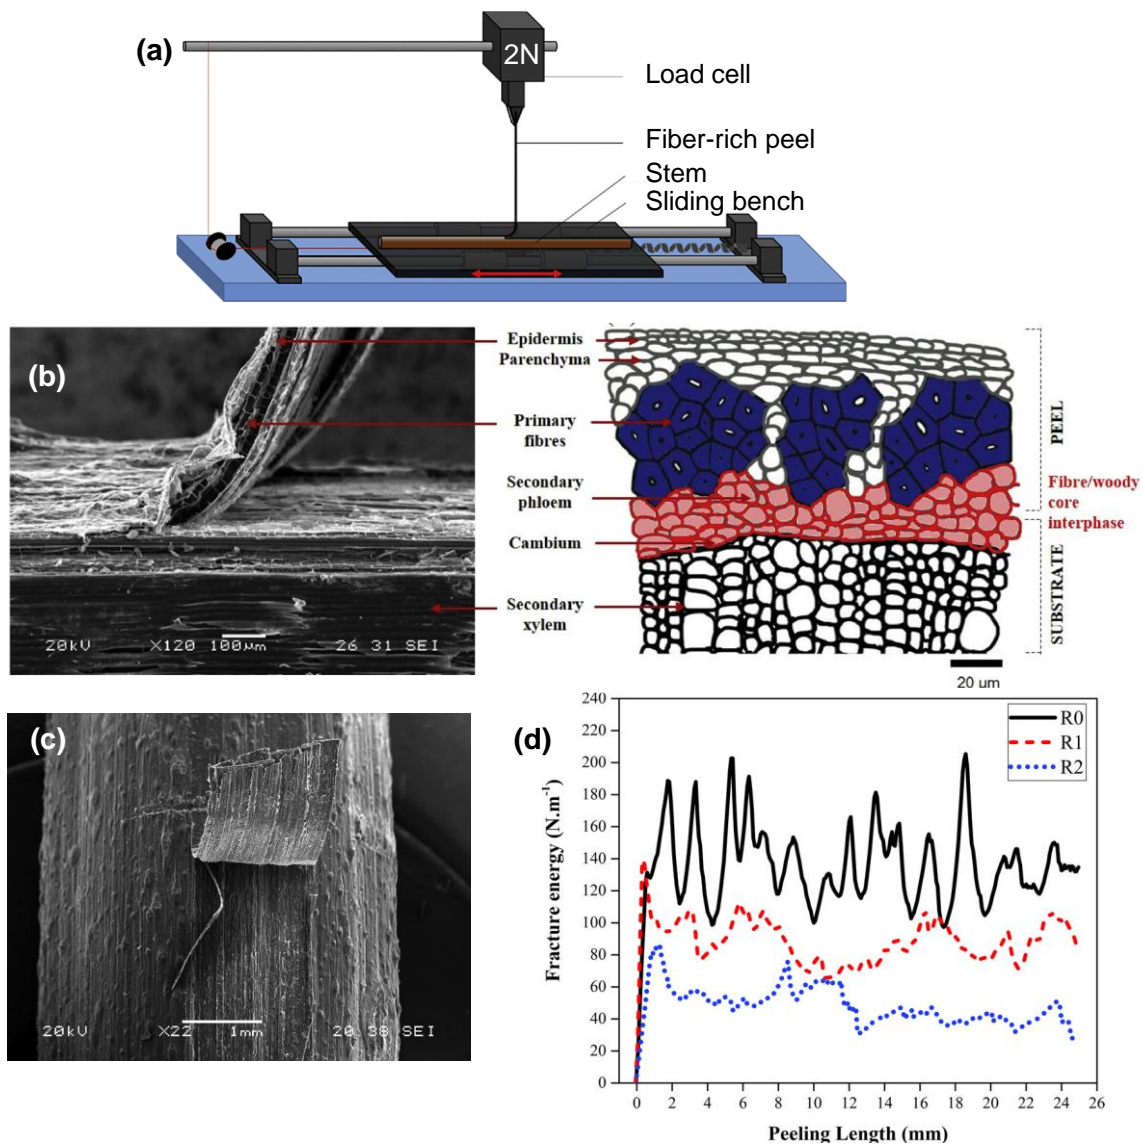 (a)
2N
Load cell
Fiber-rich peel
Stem
Sliding bench
(b)
20kV X120 100μm 26 31 SEI
Epidermis
Parenchyma
Primary
fibres
Secondary
phloem
Cambium
Secondary
xylem
PEEL
Fibre/woody
core
interphase
SUBSTRATE
20 um
(c)
20kV X22 1mm 20 38 SEI
(d)
R0
R1
R2
Fracture energy (N.m⁻¹)
240
220
200
180
160
140
120
100
80
60
40
20
0
0 2 4 6 8 10 12 14 16 18 20 22 24 26
Peeling Length (mm)